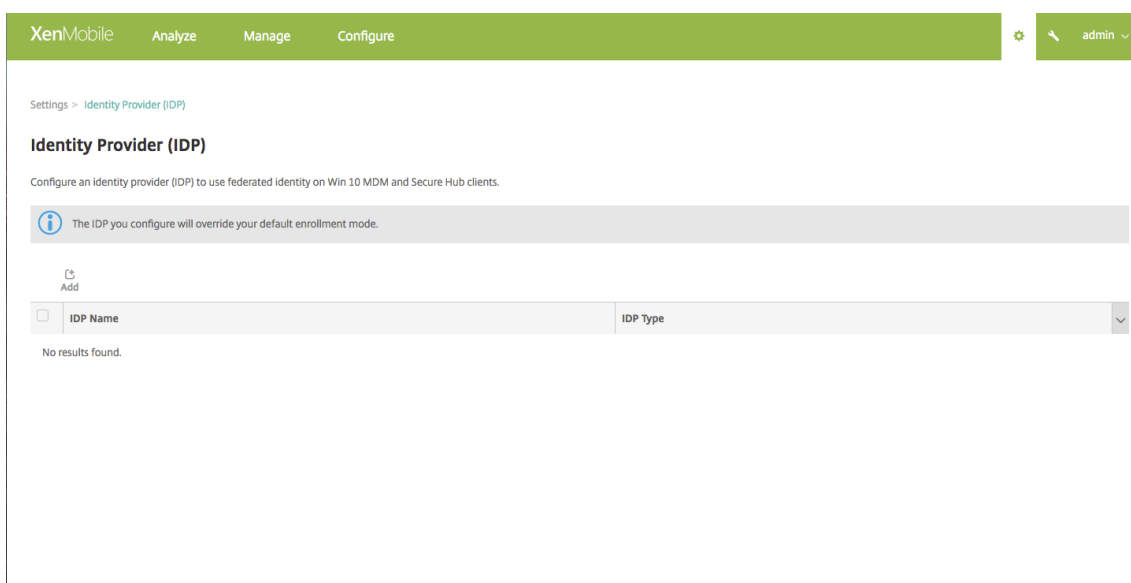 XenMobile Analyze Manage Configure admin
Settings > Identity Provider (IDP)
Identity Provider (IDP)
Configure an identity provider (IDP) to use federated identity on Win 10 MDM and Secure Hub clients.
The IDP you configure will override your default enrollment mode.
Add
IDP Name IDP Type
No results found.